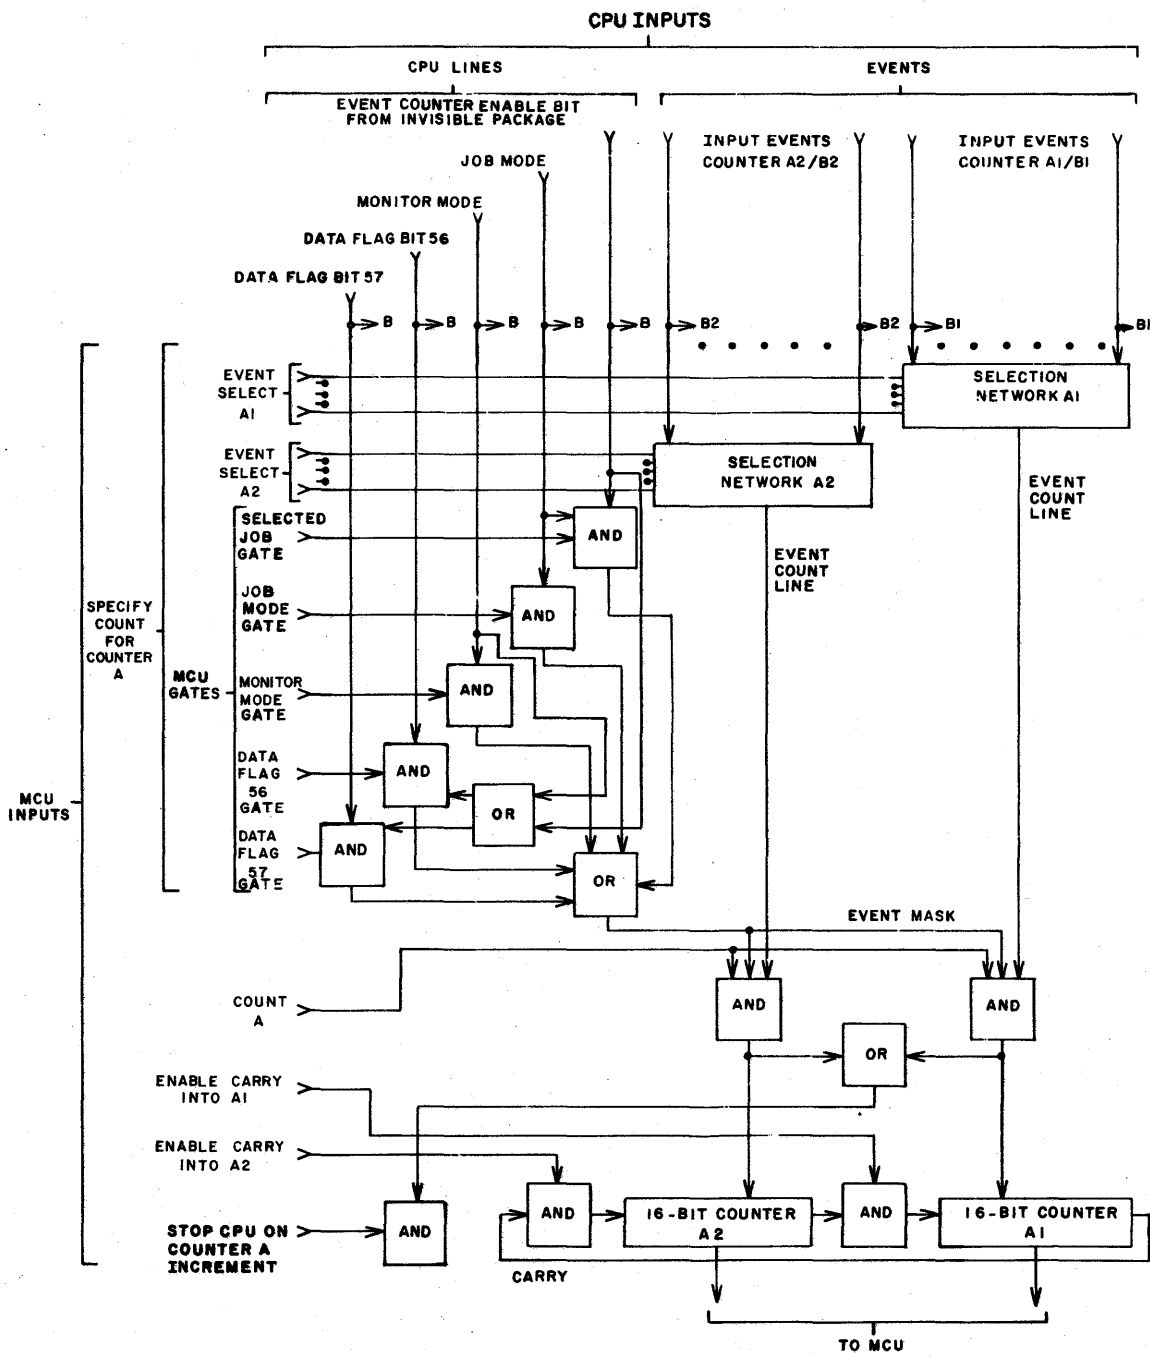 CPU INPUTS
CPU LINES
EVENTS
EVENT COUNTER ENABLE BIT
FROM INVISIBLE PACKAGE
INPUT EVENTS
COUNTER A2/B2
INPUT EVENTS
COUNTER A1/B1
JOB MODE
MONITOR MODE
DATA FLAG BIT 56
DATA FLAG BIT 57
B
B
B
B
B
B2
B2
B1
B1
EVENT
SELECT
A1
SELECTION
NETWORK A1
EVENT
SELECT
A2
SELECTION
NETWORK A2
EVENT
COUNT
LINE
SELECTED
JOB
GATE
AND
EVENT
COUNT
LINE
JOB
MODE
GATE
AND
SPECIFY
COUNT
FOR
COUNTER
A
MCU
GATES
MONITOR
MODE
GATE
AND
DATA
FLAG
56
GATE
AND
OR
MCU
INPUTS
DATA
FLAG
57
GATE
AND
OR
EVENT MASK
COUNT
A
AND
AND
OR
ENABLE CARRY
INTO A1
ENABLE CARRY
INTO A2
STOP CPU ON
COUNTER A
INCREMENT
AND
AND
16-BIT COUNTER
A2
AND
16-BIT COUNTER
A1
CARRY
TO MCU